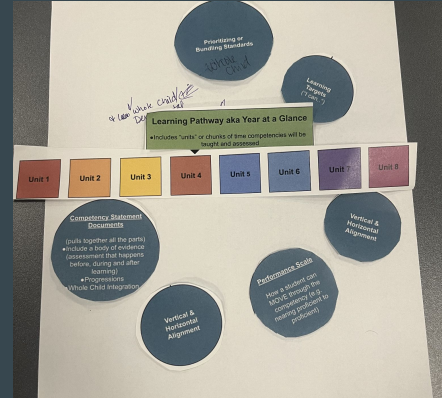 Prioritizing or
Bundling Standards
Whole
Child
Learning
Targets
("I can...")
whole child
Learning Pathway aka Year at a Glance
•Includes "units" or chunks of time competencies will be
taught and assessed
Unit 1
Unit 2
Unit 3
Unit 4
Unit 5
Unit 6
Unit 7
Unit 8
Competency Statement
Documents
(pulls together all the parts)
•Include a body of evidence
(assessment that happens
before, during and after
learning)
•Progressions
Whole Child Integration
Vertical &
Horizontal
Alignment
Performance Scale
How a student can
MOVE through the
competency (e.g.
nearing proficient to
proficient)
Vertical &
Horizontal
Alignment